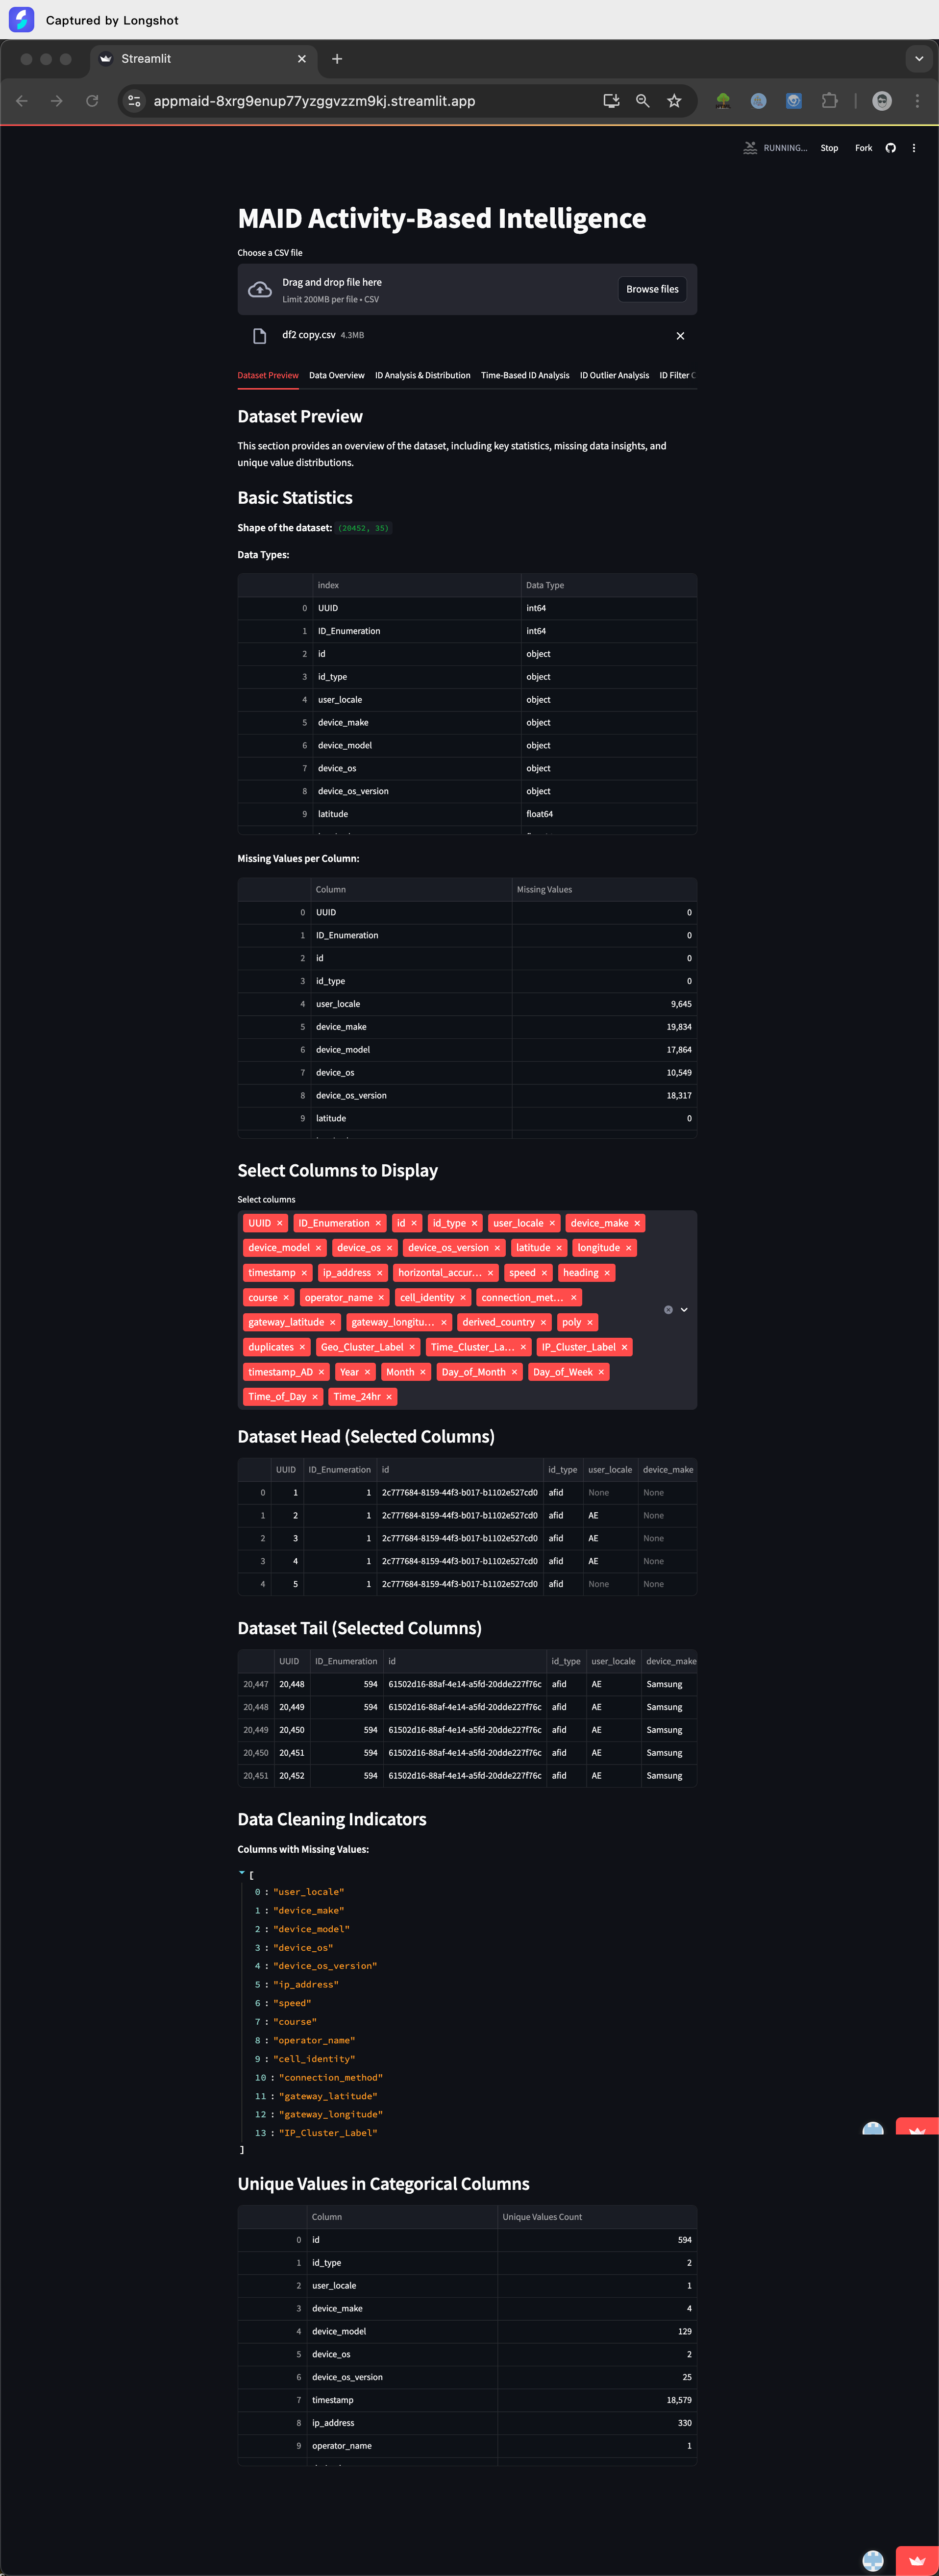 Captured by Longshot
Streamlit
appmaid-8xrg9enup77yzggvzzm9kj.streamlit.app
RUNNING... Stop Fork
MAID Activity-Based Intelligence
Choose a CSV file
Drag and drop file here
Limit 200MB per file • CSV
Browse files
df2 copy.csv 4.3MB
Dataset Preview Data Overview ID Analysis & Distribution Time-Based ID Analysis ID Outlier Analysis ID Filter C
Dataset Preview
This section provides an overview of the dataset, including key statistics, missing data insights, and
unique value distributions.
Basic Statistics
Shape of the dataset: (20452, 35)
Data Types:
index Data Type
0 UUID int64
1 ID_Enumeration int64
2 id object
3 id_type object
4 user_locale object
5 device_make object
6 device_model object
7 device_os object
8 device_os_version object
9 latitude float64
Missing Values per Column:
Column Missing Values
0 UUID 0
1 ID_Enumeration 0
2 id 0
3 id_type 0
4 user_locale 9,645
5 device_make 19,834
6 device_model 17,864
7 device_os 10,549
8 device_os_version 18,317
9 latitude 0
Select Columns to Display
Select columns
UUID × ID_Enumeration × id × id_type × user_locale × device_make ×
device_model × device_os × device_os_version × latitude × longitude ×
timestamp × ip_address × horizontal_accur... × speed × heading ×
course × operator_name × cell_identity × connection_met... ×
gateway_latitude × gateway_longitu... × derived_country × poly ×
duplicates × Geo_Cluster_Label × Time_Cluster_La... × IP_Cluster_Label ×
timestamp_AD × Year × Month × Day_of_Month × Day_of_Week ×
Time_of_Day × Time_24hr ×
Dataset Head (Selected Columns)
UUID ID_Enumeration id id_type user_locale device_make
0 1 1 2c777684-8159-44f3-b017-b1102e527cd0 afid None None
1 2 1 2c777684-8159-44f3-b017-b1102e527cd0 afid AE None
2 3 1 2c777684-8159-44f3-b017-b1102e527cd0 afid AE None
3 4 1 2c777684-8159-44f3-b017-b1102e527cd0 afid AE None
4 5 1 2c777684-8159-44f3-b017-b1102e527cd0 afid None None
Dataset Tail (Selected Columns)
UUID ID_Enumeration id id_type user_locale device_make
20,447 20,448 594 61502d16-88af-4e14-a5fd-20dde227f76c afid AE Samsung
20,448 20,449 594 61502d16-88af-4e14-a5fd-20dde227f76c afid AE Samsung
20,449 20,450 594 61502d16-88af-4e14-a5fd-20dde227f76c afid AE Samsung
20,450 20,451 594 61502d16-88af-4e14-a5fd-20dde227f76c afid AE Samsung
20,451 20,452 594 61502d16-88af-4e14-a5fd-20dde227f76c afid AE Samsung
Data Cleaning Indicators
Columns with Missing Values:
[
0 : "user_locale"
1 : "device_make"
2 : "device_model"
3 : "device_os"
4 : "device_os_version"
5 : "ip_address"
6 : "speed"
7 : "course"
8 : "operator_name"
9 : "cell_identity"
10 : "connection_method"
11 : "gateway_latitude"
12 : "gateway_longitude"
13 : "IP_Cluster_Label"
]
Unique Values in Categorical Columns
Column Unique Values Count
0 id 594
1 id_type 2
2 user_locale 1
3 device_make 4
4 device_model 129
5 device_os 2
6 device_os_version 25
7 timestamp 18,579
8 ip_address 330
9 operator_name 1